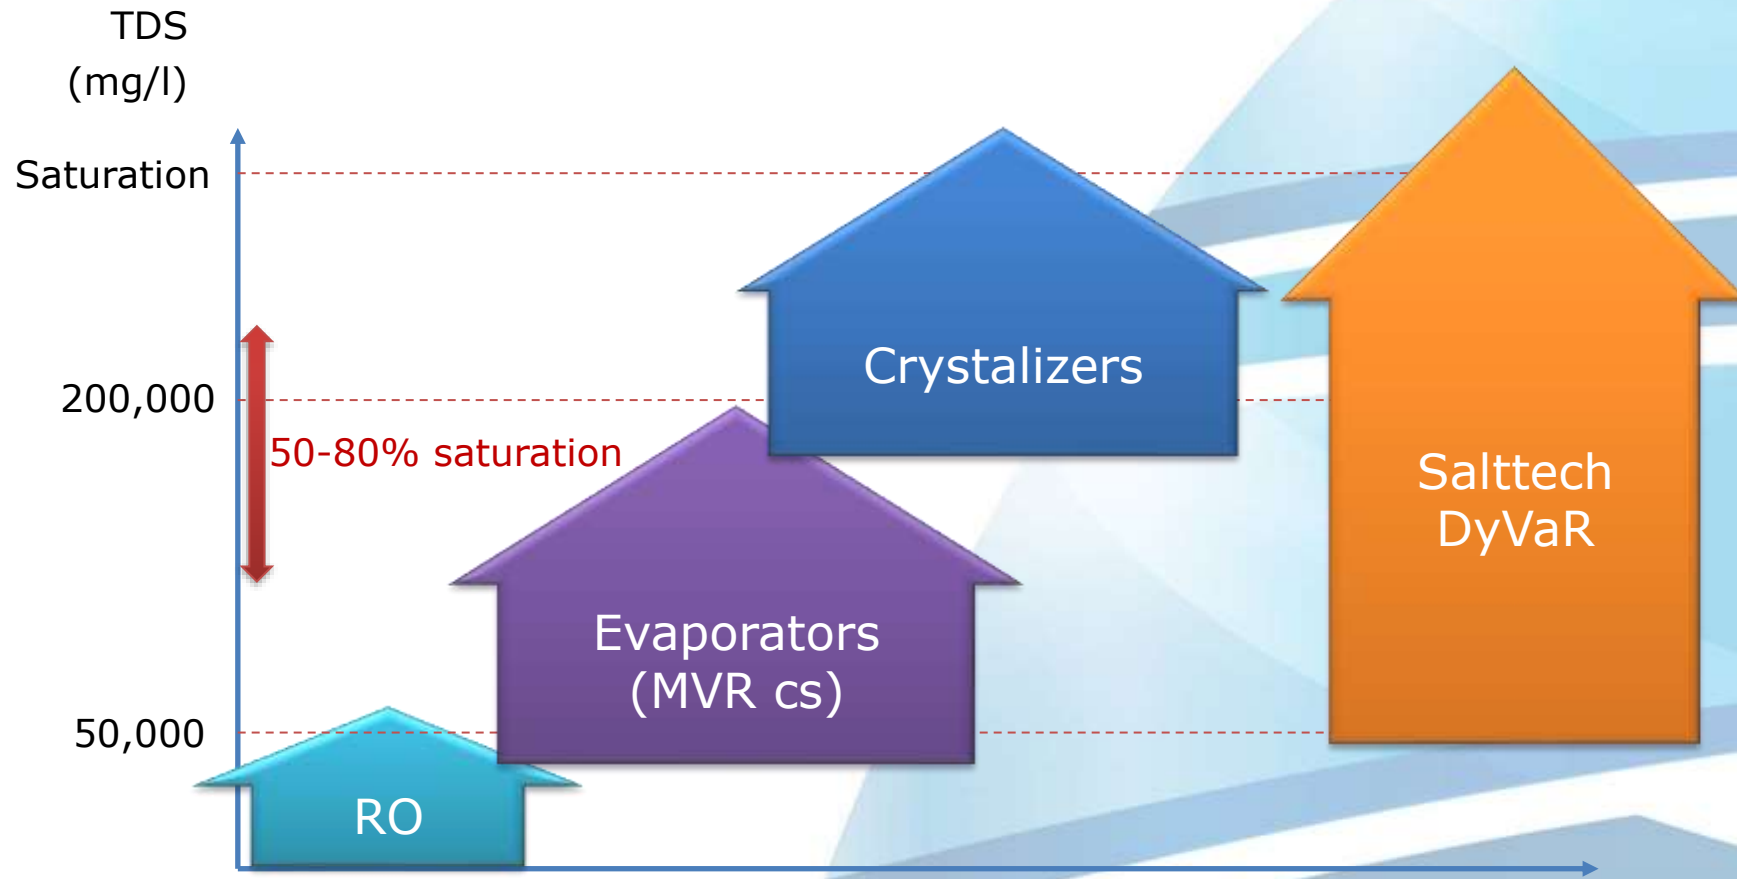 TDS
(mg/l)
Saturation
200,000
50-80% saturation
50,000
RO
Evaporators
(MVR cs)
Crystalizers
Salttech
DyVaR